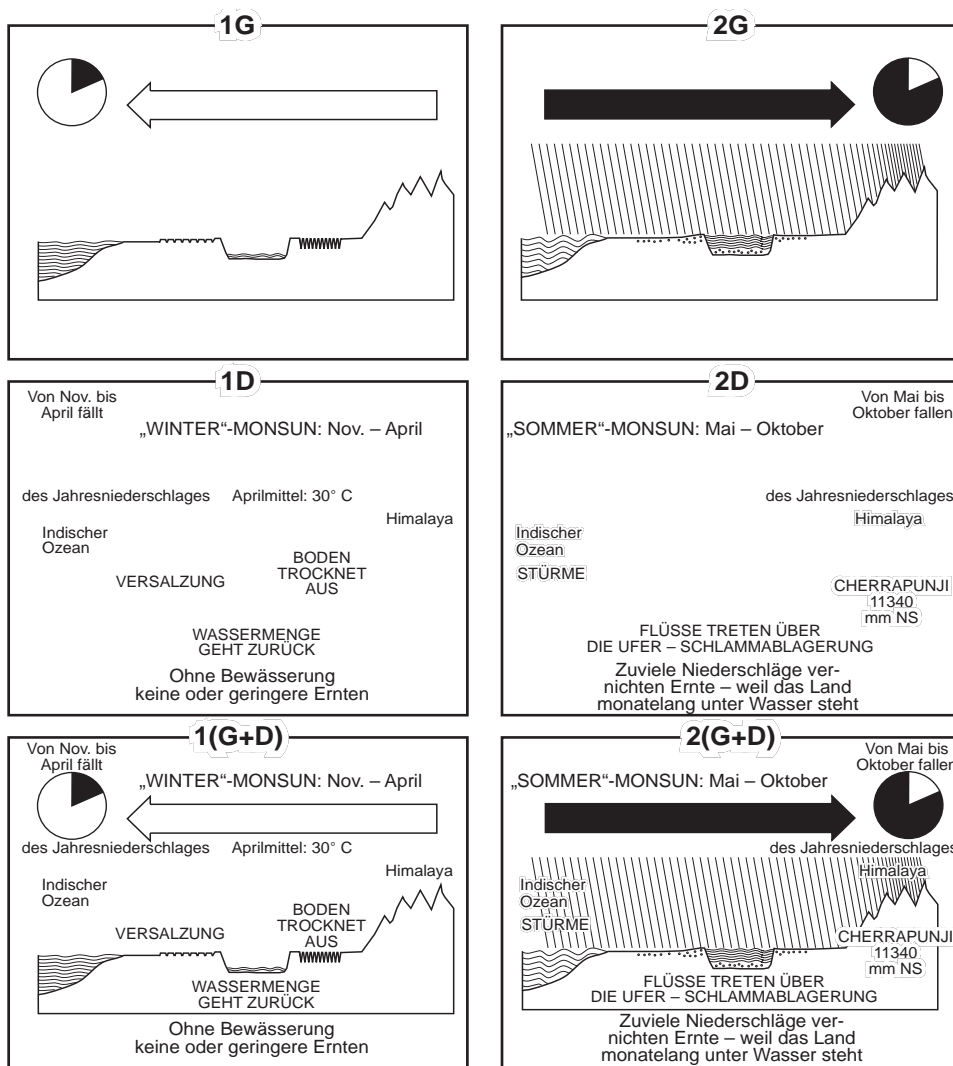 1G
2G
1D
Von Nov. bis
April fällt
„WINTER“-MONSUN: Nov. – April
des Jahresniederschlages
Aprilmittel: 30° C
Himalaya
Indischer
Ozean
BODEN
TROCKNET
AUS
VERSALZUNG
WASSERMENGE
GEHT ZURÜCK
Ohne Bewässerung
keine oder geringere Ernten
2D
Von Mai bis
Oktober fallen
„SOMMER“-MONSUN: Mai – Oktober
des Jahresniederschlages
Himalaya
Indischer
Ozean
STÜRME
CHERRAPUNJI
11340
mm NS
FLÜSSE TRETEN ÜBER
DIE UFER – SCHLAMMABLAGERUNG
Zuviele Niederschläge ver-
nichten Ernte – weil das Land
monatelang unter Wasser steht
1(G+D)
Von Nov. bis
April fällt
„WINTER“-MONSUN: Nov. – April
des Jahresniederschlages
Aprilmittel: 30° C
Himalaya
Indischer
Ozean
BODEN
TROCKNET
AUS
VERSALZUNG
WASSERMENGE
GEHT ZURÜCK
Ohne Bewässerung
keine oder geringere Ernten
2(G+D)
Von Mai bis
Oktober fallen
„SOMMER“-MONSUN: Mai – Oktober
des Jahresniederschlages
Himalaya
Indischer
Ozean
STÜRME
CHERRAPUNJI
11340
mm NS
FLÜSSE TRETEN ÜBER
DIE UFER – SCHLAMMABLAGERUNG
Zuviele Niederschläge ver-
nichten Ernte – weil das Land
monatelang unter Wasser steht